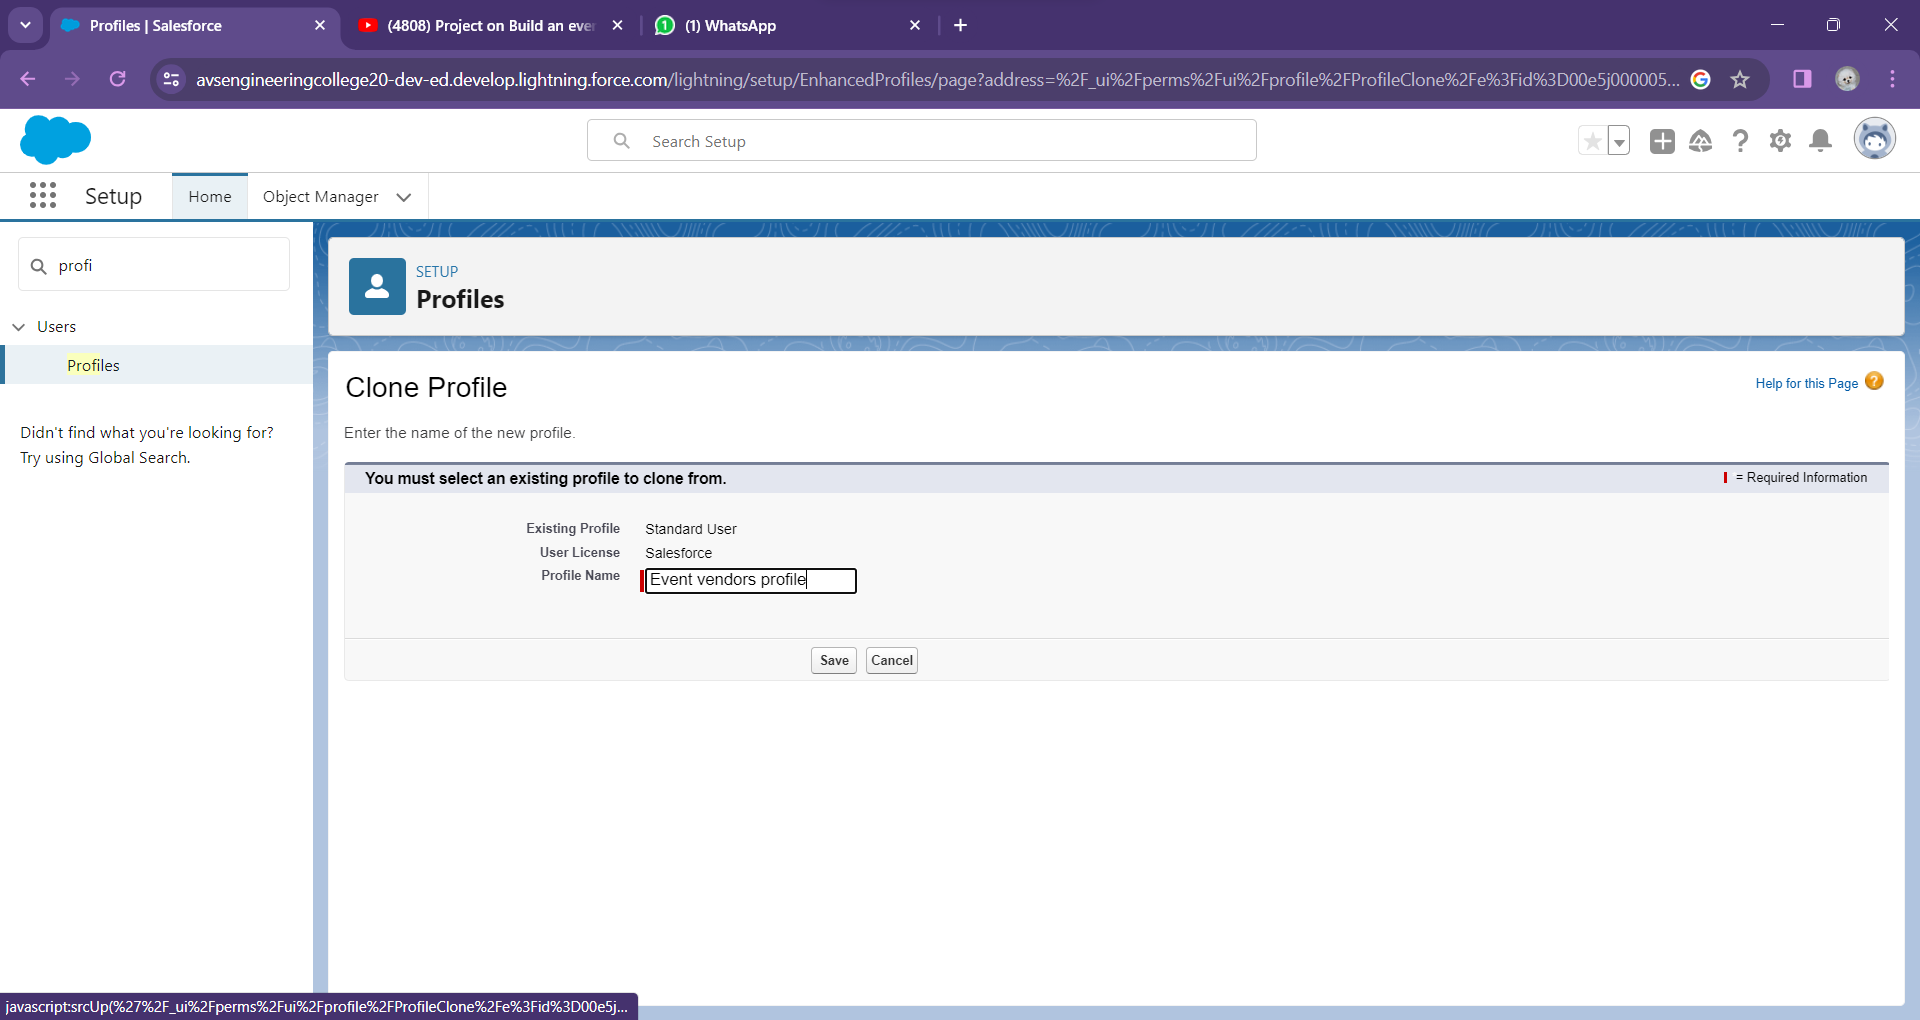 Profiles | Salesforce
(4808) Project on Build an eve
(1) WhatsApp
avsengineeringcollege20-dev-ed.develop.lightning.force.com/lightning/setup/EnhancedProfiles/page?address=%2F_ui%2Fperms%2Fui%2Fprofile%2FProfileClone%2Fe%3Fid%3D00e5j000005...
Search Setup
Setup
Home
Object Manager
profi
Users
Profiles
Didn't find what you're looking for?
Try using Global Search.
SETUP
Profiles
Clone Profile
Help for this Page
Enter the name of the new profile.
You must select an existing profile to clone from.
= Required Information
Existing Profile Standard User
User License Salesforce
Profile Name Event vendors profile
Save Cancel
javascript:srcUp(%27%2F_ui%2Fperms%2Fui%2Fprofile%2FProfileClone%2Fe%3Fid%3D00e5j...